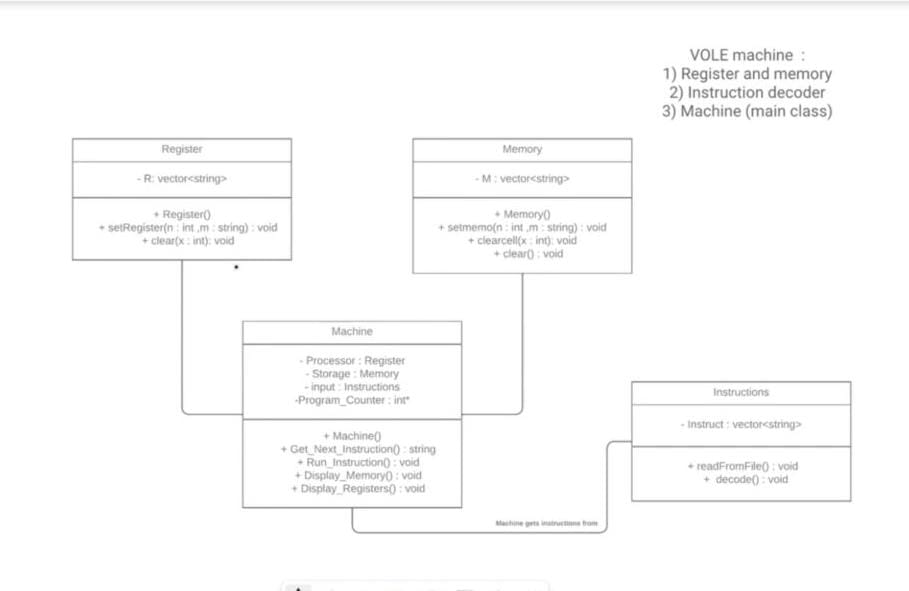 VOLE machine :
1) Register and memory
2) Instruction decoder
3) Machine (main class)
Register
- R: vector<string>
+ Register()
+ setRegister(n : int ,m : string) : void
+ clear(x : int): void
Memory
- M : vector<string>
+ Memory()
+ setmemo(n : int ,m : string) : void
+ clearcell(x : int): void
+ clear() : void
Machine
- Processor : Register
- Storage : Memory
- input : Instructions
-Program_Counter : int*
+ Machine()
+ Get_Next_Instruction() : string
+ Run_Instruction() : void
+ Display_Memory() : void
+ Display_Registers() : void
Instructions
- Instruct : vector<string>
+ readFromFile() : void
+ decode() : void
Machine gets instructions from